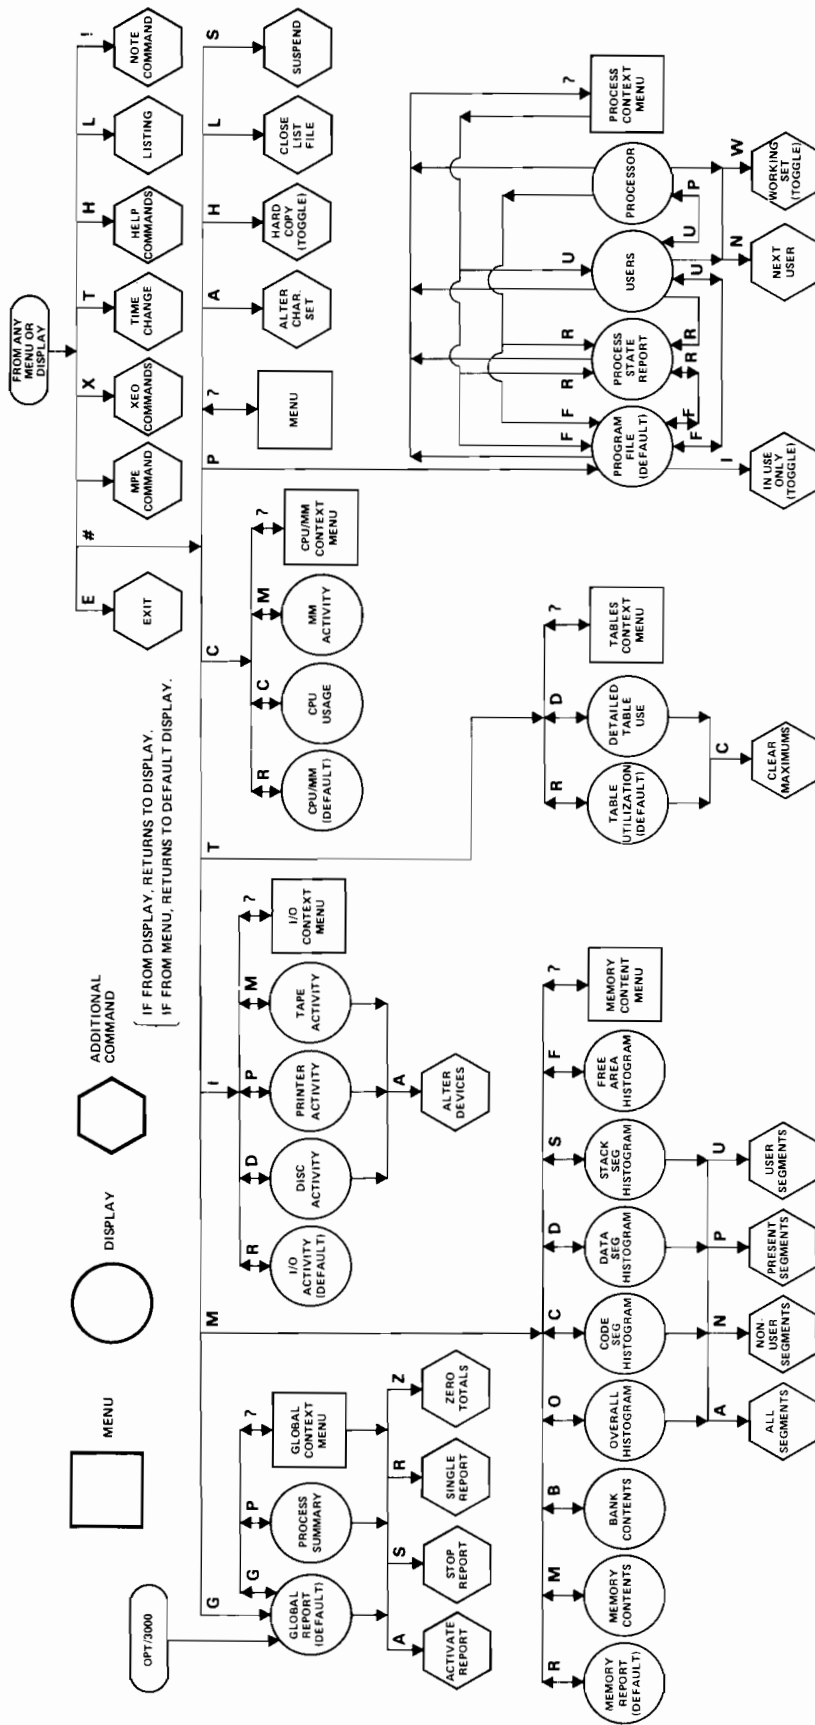 FROM ANY
MENU OR
DISPLAY
E
#
X
T
H
L
!
EXIT
MPE
COMMAND
XEO
COMMANDS
TIME
CHANGE
HELP
COMMANDS
LISTING
NOTE
COMMAND
OPT/3000
MENU
DISPLAY
ADDITIONAL
COMMAND
IF FROM DISPLAY, RETURNS TO DISPLAY.
IF FROM MENU, RETURNS TO DEFAULT DISPLAY.
G
M
I
T
C
P
?
A
H
L
S
MENU
ALTER
CHAR.
SET
HARD
COPY
(TOGGLE)
CLOSE
LIST
FILE
SUSPEND
G
P
?
GLOBAL
REPORT
(DEFAULT)
PROCESS
SUMMARY
GLOBAL
CONTEXT
MENU
A
S
R
Z
ACTIVATE
REPORT
STOP
REPORT
SINGLE
REPORT
ZERO
TOTALS
R
D
P
M
?
I/O
ACTIVITY
(DEFAULT)
DISC
ACTIVITY
PRINTER
ACTIVITY
TAPE
ACTIVITY
I/O
CONTEXT
MENU
A
ALTER
DEVICES
R
C
M
?
CPU/MM
(DEFAULT)
CPU
USAGE
MM
ACTIVITY
CPU/MM
CONTEXT
MENU
R
M
B
O
C
D
S
F
?
MEMORY
REPORT
(DEFAULT)
MEMORY
CONTENTS
BANK
CONTENTS
OVERALL
HISTOGRAM
CODE
SEG
HISTOGRAM
DATA
SEG
HISTOGRAM
STACK
SEG
HISTOGRAM
FREE
AREA
HISTOGRAM
MEMORY
CONTENT
MENU
A
N
P
U
ALL
SEGMENTS
NON-
USER
SEGMENTS
PRESENT
SEGMENTS
USER
SEGMENTS
R
D
?
TABLE
UTILIZATION
(DEFAULT)
DETAILED
TABLE
USE
TABLES
CONTEXT
MENU
C
CLEAR
MAXIMUMS
F
F
R
R
U
?
PROGRAM
FILE
(DEFAULT)
PROCESS
STATE
REPORT
USERS
PROCESSOR
PROCESS
CONTEXT
MENU
F
F
R
R
U
U
P
I
N
W
IN USE
ONLY
(TOGGLE)
NEXT
USER
WORKING
SET
(TOGGLE)